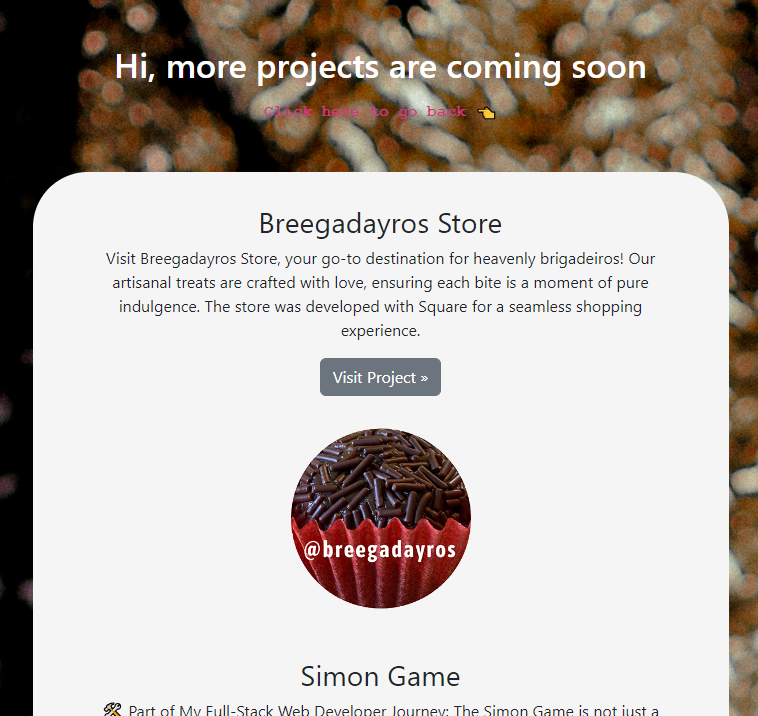 Hi, more projects are coming soon
Click here to go back 👈
Breegadayros Store
Visit Breegadayros Store, your go-to destination for heavenly brigadeiros! Our
artisanal treats are crafted with love, ensuring each bite is a moment of pure
indulgence. The store was developed with Square for a seamless shopping
experience.
Visit Project »
@breegadayros
Simon Game
🛠 Part of My Full-Stack Web Developer Journey: The Simon Game is not just a